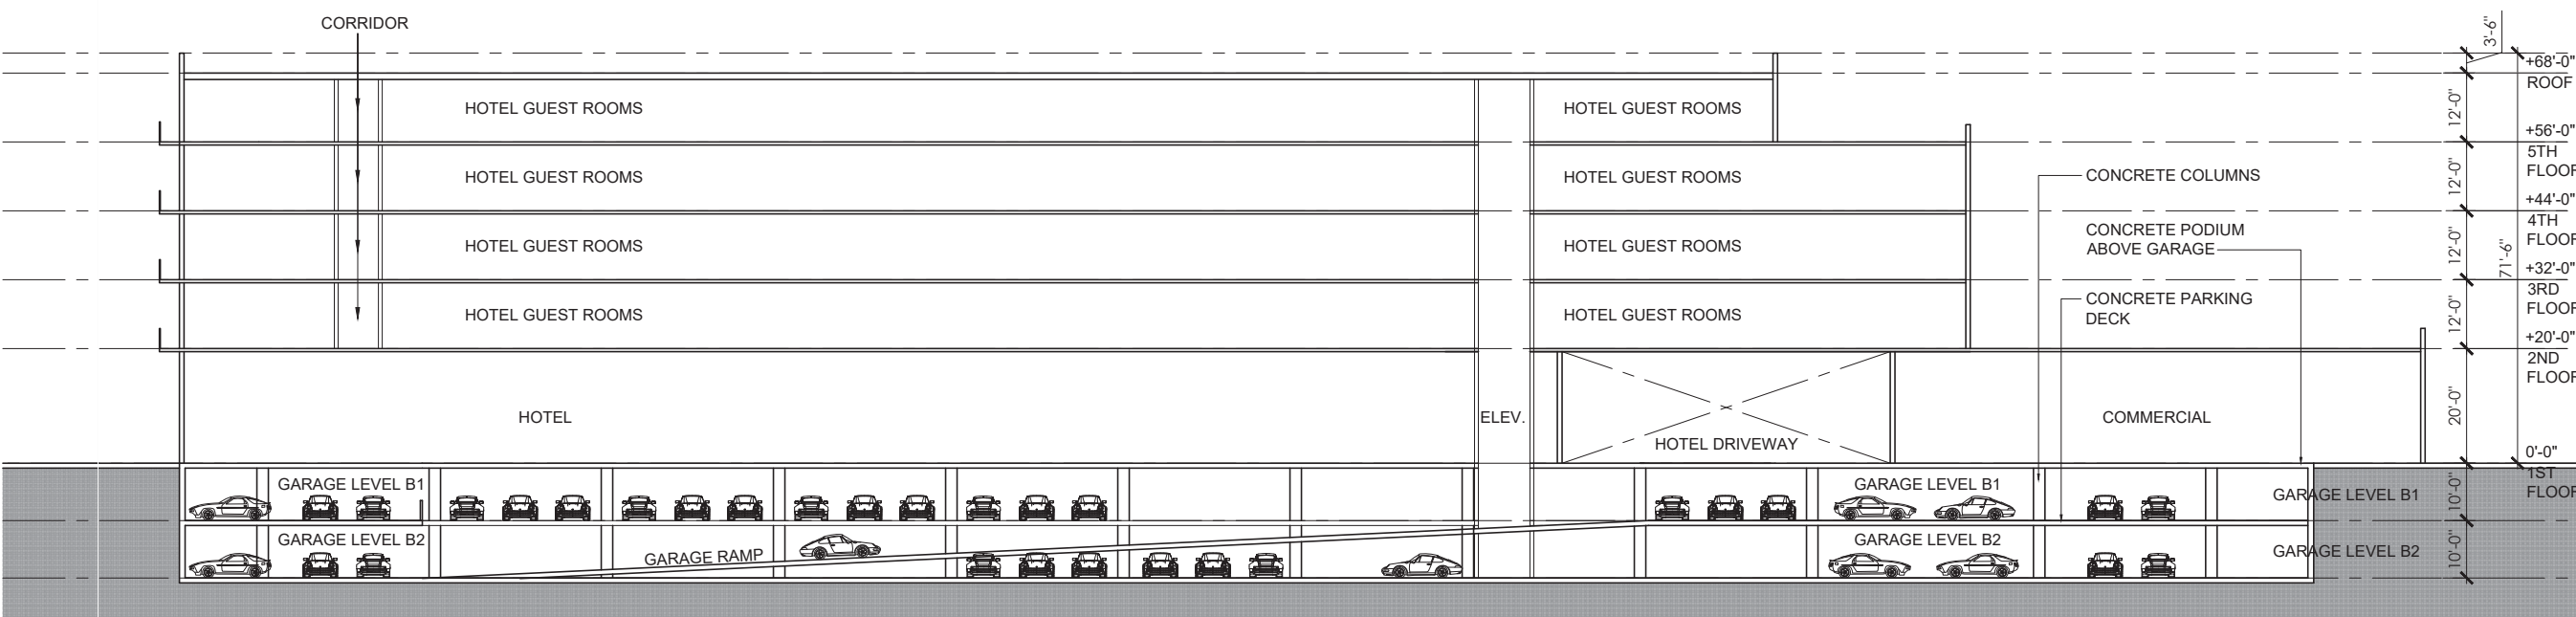 CORRIDOR
3'-6"
+68'-0"
ROOF
HOTEL GUEST ROOMS
HOTEL GUEST ROOMS
12'-0"
+56'-0"
5TH
FLOOR
HOTEL GUEST ROOMS
HOTEL GUEST ROOMS
CONCRETE COLUMNS
12'-0"
+44'-0"
4TH
FLOOR
CONCRETE PODIUM
ABOVE GARAGE
HOTEL GUEST ROOMS
HOTEL GUEST ROOMS
12'-0"
71'-6"
+32'-0"
3RD
FLOOR
CONCRETE PARKING
DECK
HOTEL GUEST ROOMS
HOTEL GUEST ROOMS
12'-0"
+20'-0"
2ND
FLOOR
HOTEL
ELEV.
HOTEL DRIVEWAY
COMMERCIAL
20'-0"
0'-0"
1ST
FLOOR
GARAGE LEVEL B1
GARAGE LEVEL B1
GARAGE LEVEL B1
10'-0"
GARAGE LEVEL B2
GARAGE RAMP
GARAGE LEVEL B2
GARAGE LEVEL B2
10'-0"